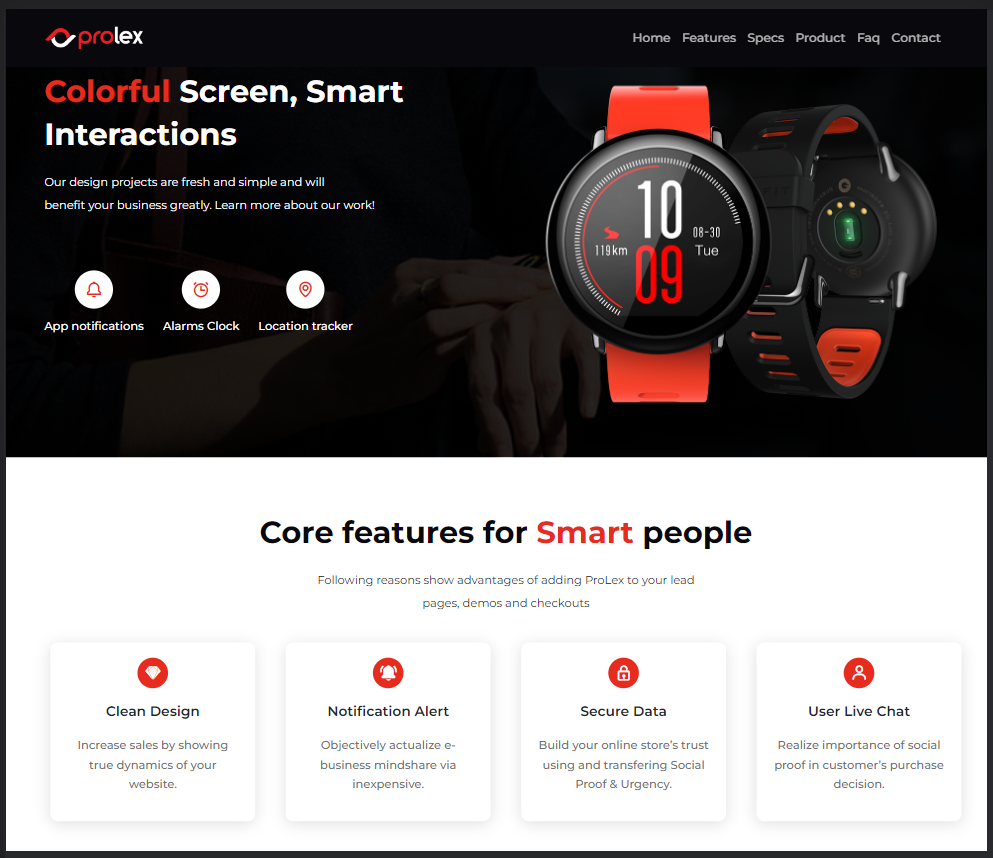 prolex
Home Features Specs Product Faq Contact
Colorful Screen, Smart
Interactions
Our design projects are fresh and simple and will
benefit your business greatly. Learn more about our work!
App notifications Alarms Clock Location tracker
10
09
119km
08-30
Tue
Core features for Smart people
Following reasons show advantages of adding ProLex to your lead
pages, demos and checkouts
Clean Design
Increase sales by showing
true dynamics of your
website.
Notification Alert
Objectively actualize e-
business mindshare via
inexpensive.
Secure Data
Build your online store's trust
using and transfering Social
Proof & Urgency.
User Live Chat
Realize importance of social
proof in customer's purchase
decision.